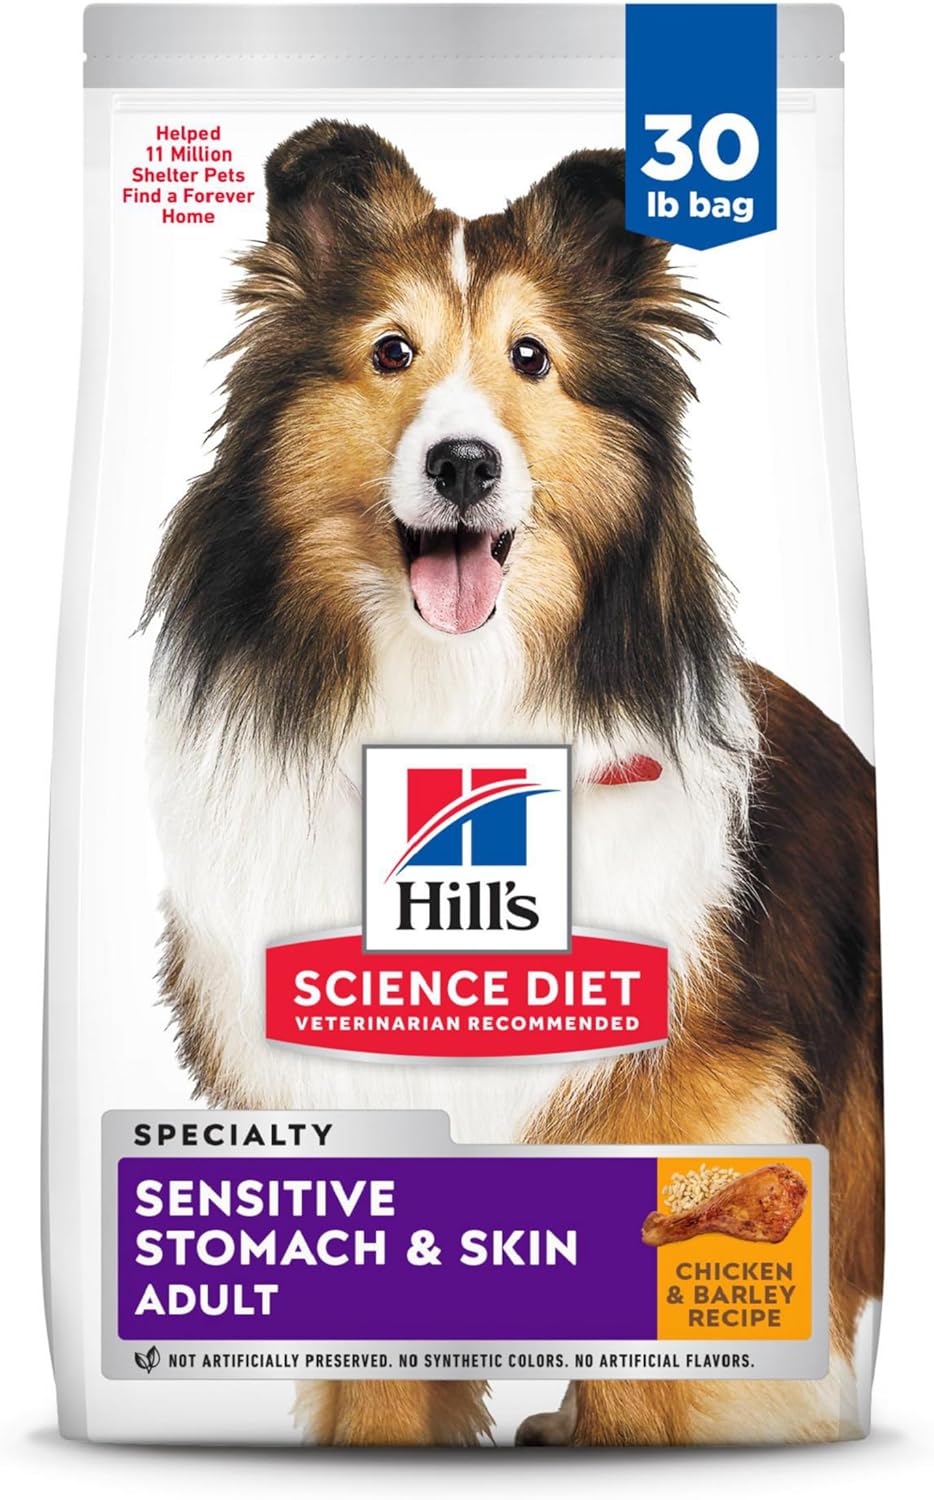 Helped
11 Million
Shelter Pets
Find a Forever
Home
30
lb bag
Hill's
SCIENCE DIET
VETERINARIAN RECOMMENDED
SPECIALTY
SENSITIVE
STOMACH & SKIN
ADULT
CHICKEN
& BARLEY
RECIPE
NOT ARTIFICIALLY PRESERVED. NO SYNTHETIC COLORS. NO ARTIFICIAL FLAVORS.